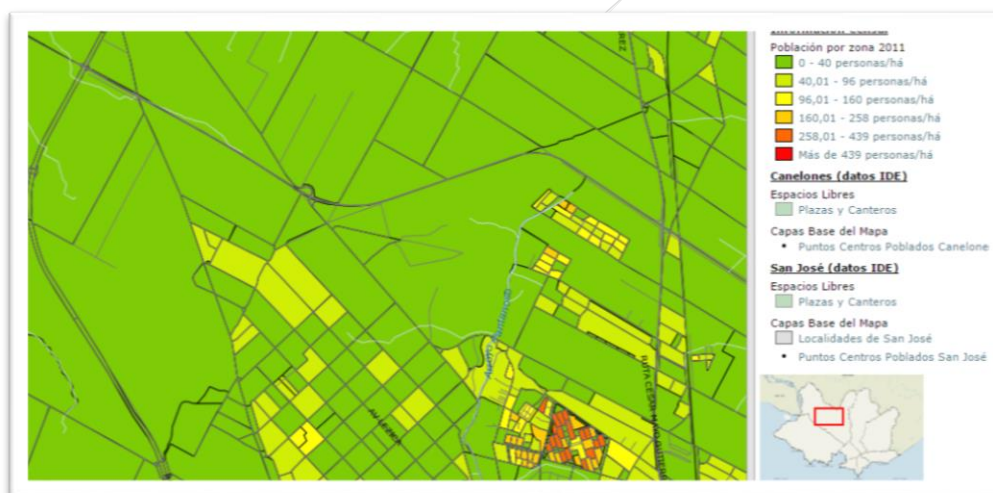 Información Censal
Población por zona 2011
0 - 40 personas/há
40,01 - 96 personas/há
96,01 - 160 personas/há
160,01 - 258 personas/há
258,01 - 439 personas/há
Más de 439 personas/há
Canelones (datos IDE)
Espacios Libres
Plazas y Canteros
Capas Base del Mapa
Puntos Centros Poblados Canelone
San José (datos IDE)
Espacios Libres
Plazas y Canteros
Capas Base del Mapa
Localidades de San José
Puntos Centros Poblados San José